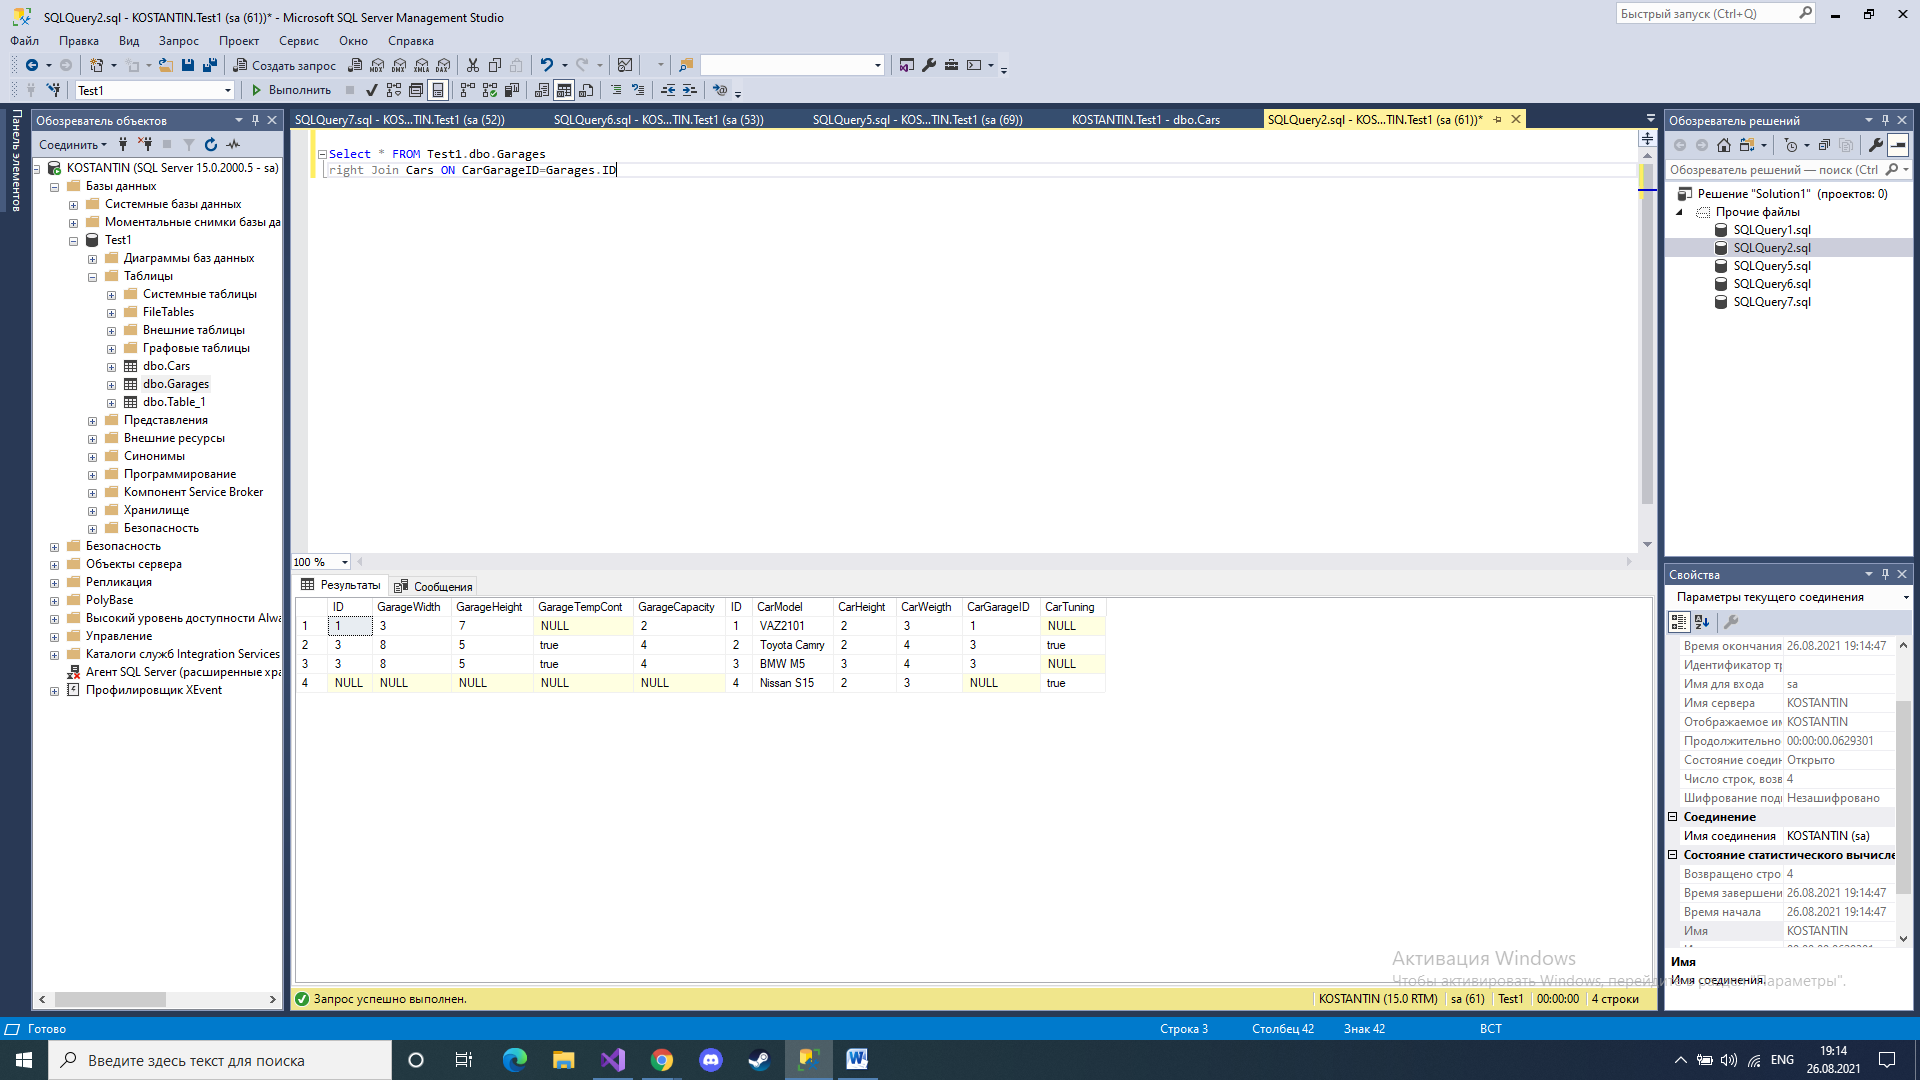 SQLQuery2.sql - KOSTANTIN.Test1 (sa (61))* - Microsoft SQL Server Management Studio
Быстрый запуск (Ctrl+Q)
Файл Правка Вид Запрос Проект Сервис Окно Справка
Создать запрос MDX DMX XMLA DAX
Test1 Выполнить
Панель элементов
Обозреватель объектов
Соединить
KOSTANTIN (SQL Server 15.0.2000.5 - sa)
Базы данных
Системные базы данных
Моментальные снимки базы да
Test1
Диаграммы баз данных
Таблицы
Системные таблицы
FileTables
Внешние таблицы
Графовые таблицы
dbo.Cars
dbo.Garages
dbo.Table_1
Представления
Внешние ресурсы
Синонимы
Программирование
Компонент Service Broker
Хранилище
Безопасность
Безопасность
Объекты сервера
Репликация
PolyBase
Высокий уровень доступности Alwa
Управление
Каталоги служб Integration Services
Агент SQL Server (расширенные хра
Профилировщик XEvent
SQLQuery7.sql - KOS...TIN.Test1 (sa (52)) SQLQuery6.sql - KOS...TIN.Test1 (sa (53)) SQLQuery5.sql - KOS...TIN.Test1 (sa (69)) KOSTANTIN.Test1 - dbo.Cars SQLQuery2.sql - KOS...TIN.Test1 (sa (61))*
Select * FROM Test1.dbo.Garages
right Join Cars ON CarGarageID=Garages.ID
100 %
Результаты Сообщения
ID GarageWidth GarageHeight GarageTempCont GarageCapacity ID CarModel CarHeight CarWeigth CarGarageID CarTuning
1 1 3 7 NULL 2 1 VAZ2101 2 3 1 NULL
2 3 8 5 true 4 2 Toyota Camry 2 4 3 true
3 3 8 5 true 4 3 BMW M5 3 4 3 NULL
4 NULL NULL NULL NULL NULL 4 Nissan S15 2 3 NULL true
Запрос успешно выполнен. KOSTANTIN (15.0 RTM) sa (61) Test1 00:00:00 4 строки
Обозреватель решений
Обозреватель решений — поиск (Ctrl
Решение "Solution1" (проектов: 0)
Прочие файлы
SQLQuery1.sql
SQLQuery2.sql
SQLQuery5.sql
SQLQuery6.sql
SQLQuery7.sql
Свойства
Параметры текущего соединения
Время окончания 26.08.2021 19:14:47
Идентификатор тр
Имя для входа sa
Имя сервера KOSTANTIN
Отображаемое им KOSTANTIN
Продолжительно 00:00:00.0629301
Состояние соедин Открыто
Число строк, возв 4
Шифрование подк Незашифровано
Соединение
Имя соединения KOSTANTIN (sa)
Состояние статистического вычисле
Возвращено стро 4
Время завершени 26.08.2021 19:14:47
Время начала 26.08.2021 19:14:47
Имя KOSTANTIN
Имя
Имя соединения.
Активация Windows
Чтобы активировать Windows, перейдите в раздел "Параметры".
Готово Строка 3 Столбец 42 Знак 42 ВСТ
Введите здесь текст для поиска
ENG
19:14
26.08.2021